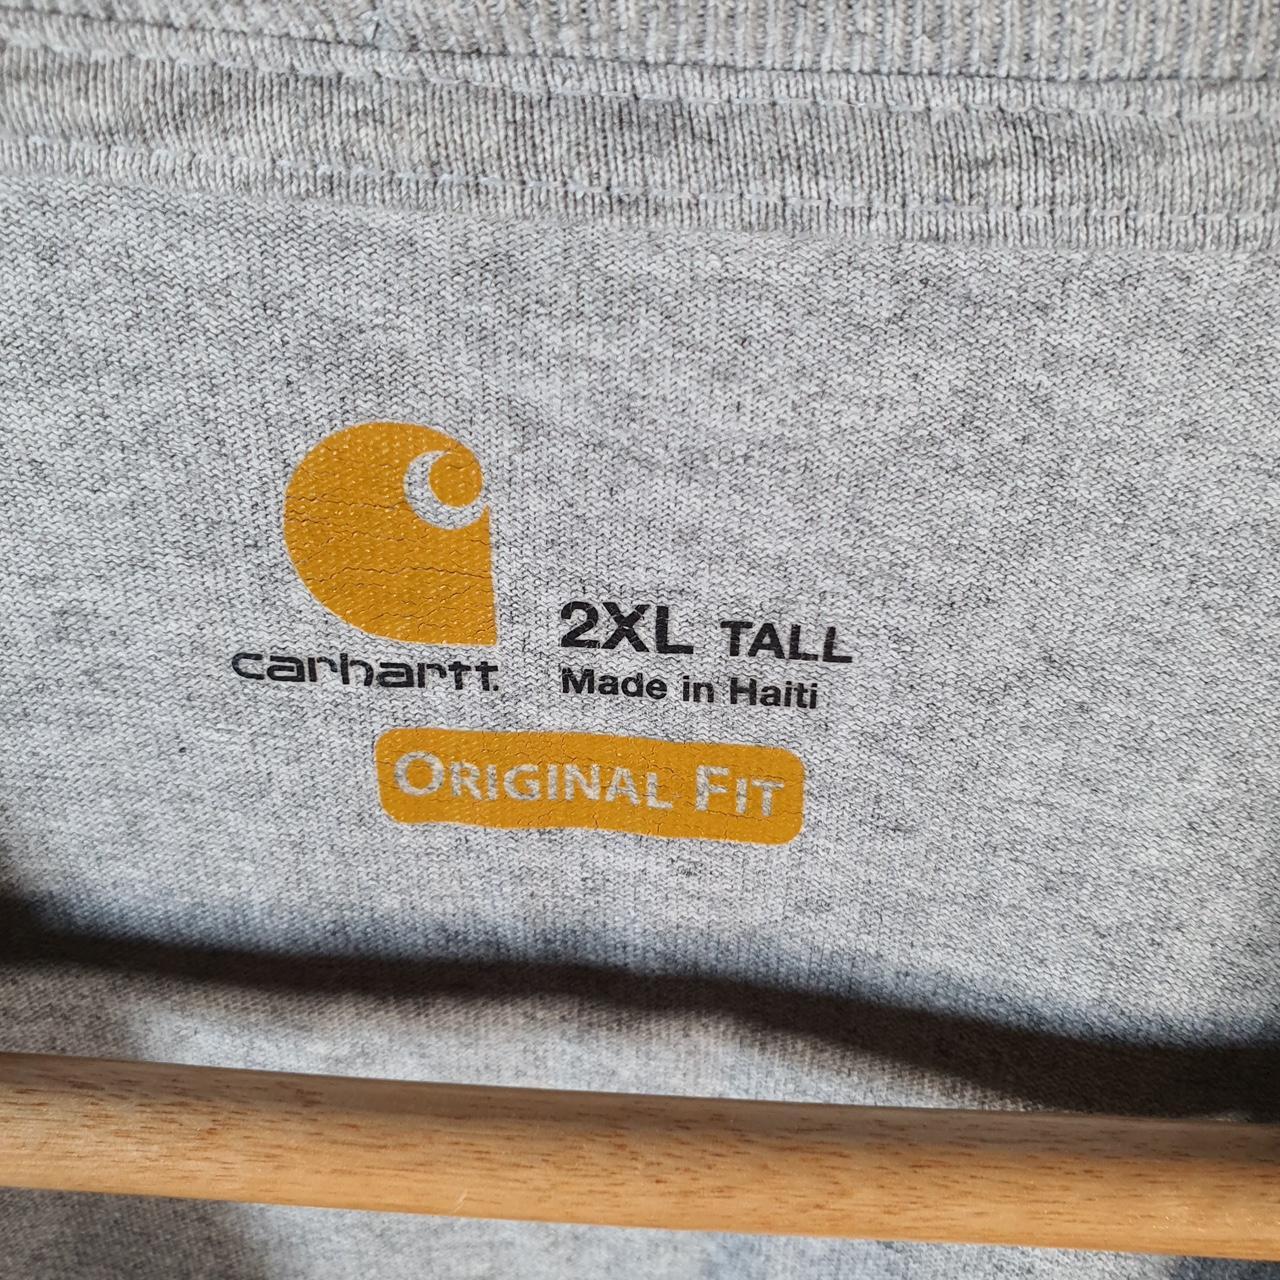 carhartt.
2XL TALL
Made in Haiti
ORIGINAL FIT